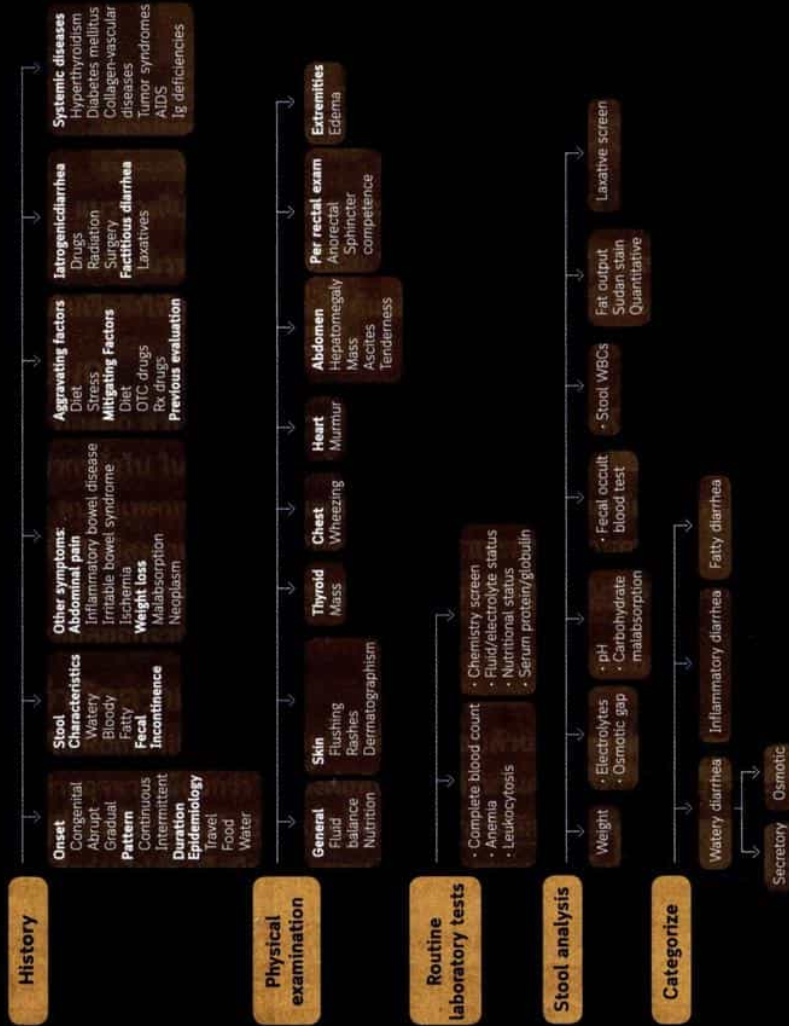 History
Onset
Congenital
Abrupt
Gradual
Pattern
Continuous
Intermittent
Duration
Epidemiology
Travel
Food
Water
Stool
Characteristics
Watery
Bloody
Fatty
Fecal
Incontinence
Other symptoms:
Abdominal pain
Inflammatory bowel disease
Irritable bowel syndrome
Ischemia
Weight loss
Malabsorption
Neoplasm
Aggravating factors
Diet
Stress
Mitigating Factors
Diet
OTC drugs
Rx drugs
Previous evaluation
Iatrogenicdiarrhea
Drugs
Radiation
Surgery
Factitious diarrhea
Laxatives
Systemic diseases
Hyperthyroidism
Diabetes mellitus
Collagen-vascular
diseases
Tumor syndromes
AIDS
Ig deficiencies
Physical
examination
General
Fluid
balance
Nutrition
Skin
Flushing
Rashes
Dermatographism
Thyroid
Mass
Chest
Wheezing
Heart
Murmur
Abdomen
Hepatomegaly
Mass
Ascites
Tenderness
Per rectal exam
Anorectal
Sphincter
competence
Extremities
Edema
Routine
laboratory tests
• Complete blood count
• Anemia
• Leukocytosis
• Chemistry screen
• Fluid/electrolyte status
• Nutritional status
• Serum protein/globulin
Stool analysis
Weight
• Electrolytes
• Osmotic gap
• pH
• Carbohydrate
malabsorption
• Fecal occult
blood test
• Stool WBCs
Fat output
Sudan stain
Quantitative
Laxative screen
Categorize
Watery diarrhea
Inflammatory diarrhea
Fatty diarrhea
Secretory
Osmotic